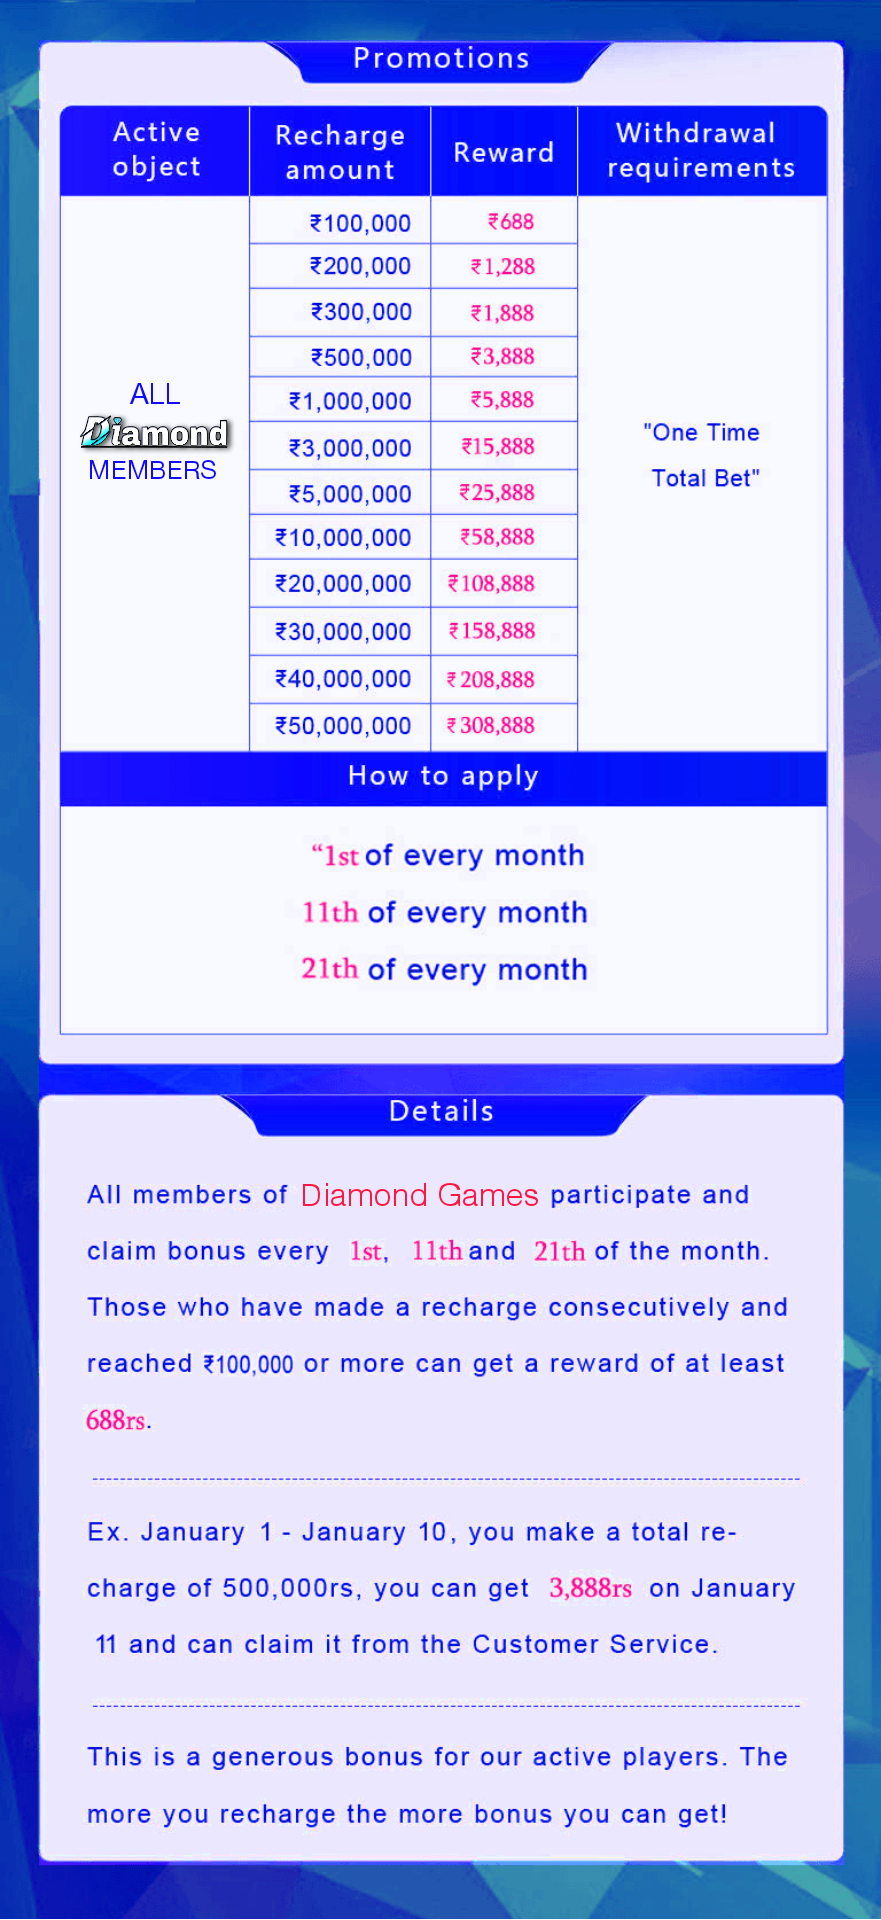 Promotions
Active object
Recharge amount
Reward
Withdrawal requirements
₹100,000 ₹688
₹200,000 ₹1,288
₹300,000 ₹1,888
₹500,000 ₹3,888
₹1,000,000 ₹5,888
₹3,000,000 ₹15,888
₹5,000,000 ₹25,888
₹10,000,000 ₹58,888
₹20,000,000 ₹108,888
₹30,000,000 ₹158,888
₹40,000,000 ₹208,888
₹50,000,000 ₹308,888
ALL
Diamond
MEMBERS
"One Time
Total Bet"
How to apply
“1st of every month
11th of every month
21th of every month
Details
All members of Diamond Games participate and
claim bonus every 1st, 11th and 21th of the month.
Those who have made a recharge consecutively and
reached ₹100,000 or more can get a reward of at least
688rs.
Ex. January 1 - January 10, you make a total re-
charge of 500,000rs, you can get 3,888rs on January
11 and can claim it from the Customer Service.
This is a generous bonus for our active players. The
more you recharge the more bonus you can get!